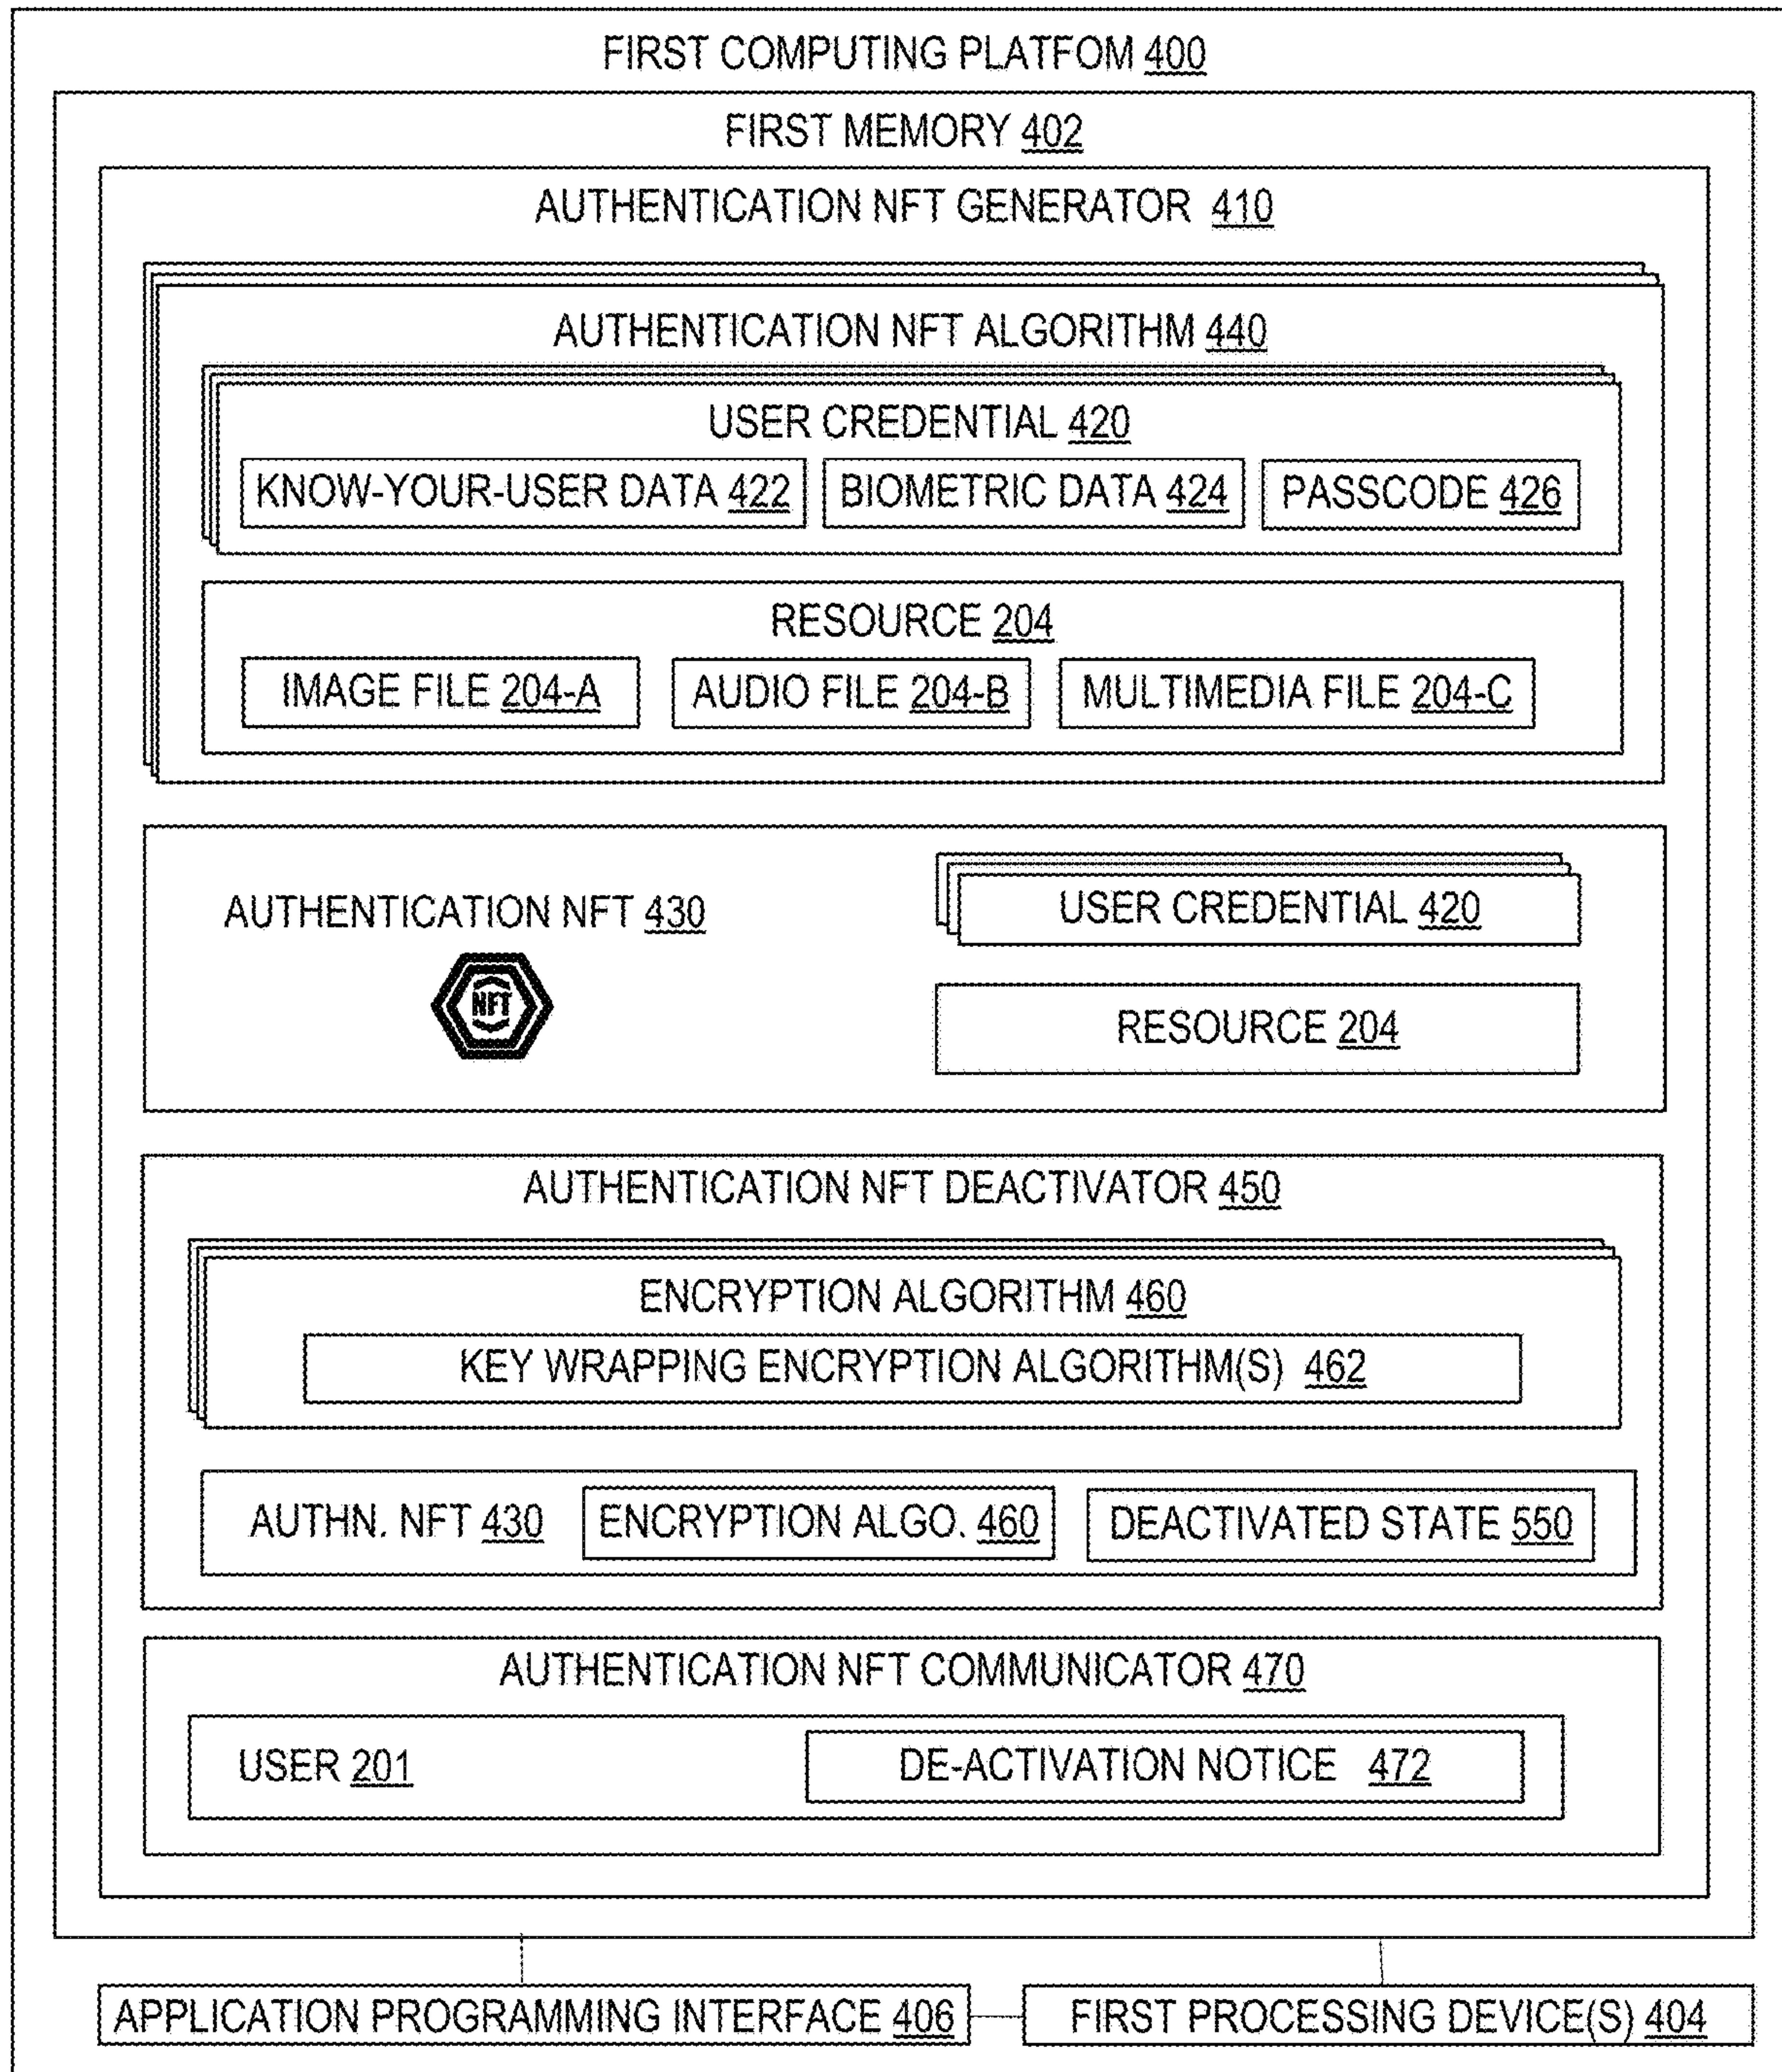 FIRST COMPUTING PLATFOM 400
FIRST MEMORY 402
AUTHENTICATION NFT GENERATOR 410
AUTHENTICATION NFT ALGORITHM 440
USER CREDENTIAL 420
KNOW-YOUR-USER DATA 422 BIOMETRIC DATA 424 PASSCODE 426
RESOURCE 204
IMAGE FILE 204-A AUDIO FILE 204-B MULTIMEDIA FILE 204-C
AUTHENTICATION NFT 430
NFT
USER CREDENTIAL 420
RESOURCE 204
AUTHENTICATION NFT DEACTIVATOR 450
ENCRYPTION ALGORITHM 460
KEY WRAPPING ENCRYPTION ALGORITHM(S) 462
AUTHN. NFT 430 ENCRYPTION ALGO. 460 DEACTIVATED STATE 550
AUTHENTICATION NFT COMMUNICATOR 470
USER 201 DE-ACTIVATION NOTICE 472
APPLICATION PROGRAMMING INTERFACE 406 FIRST PROCESSING DEVICE(S) 404